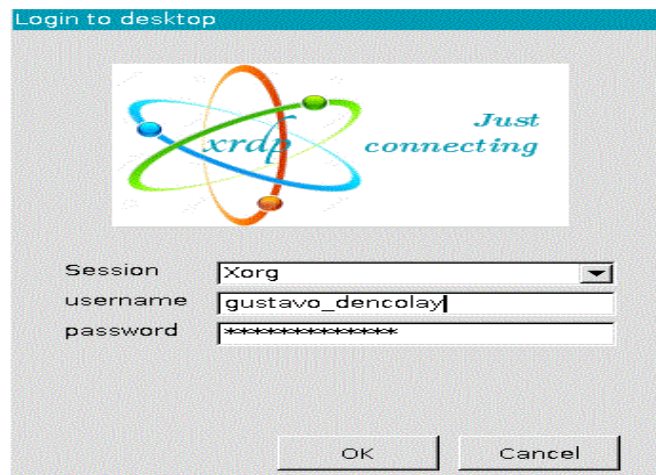 Login to desktop
xrdp
Just
connecting
Session
Xorg
username
gustavo_dencolay
password
**************
OK
Cancel